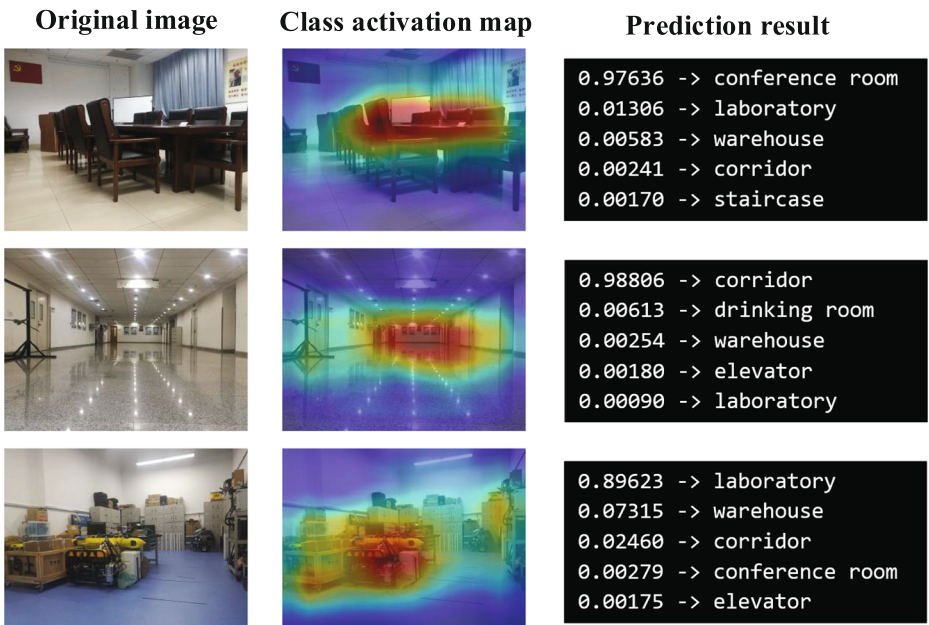 Original image
Class activation map
Prediction result
0.97636 -> conference room
0.01306 -> laboratory
0.00583 -> warehouse
0.00241 -> corridor
0.00170 -> staircase
0.98806 -> corridor
0.00613 -> drinking room
0.00254 -> warehouse
0.00180 -> elevator
0.00090 -> laboratory
0.89623 -> laboratory
0.07315 -> warehouse
0.02460 -> corridor
0.00279 -> conference room
0.00175 -> elevator